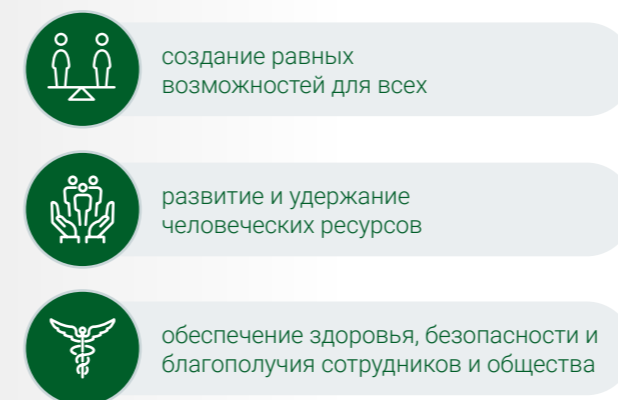 создание равных
возможностей для всех
развитие и удержание
человеческих ресурсов
обеспечение здоровья, безопасности и
благополучия сотрудников и общества